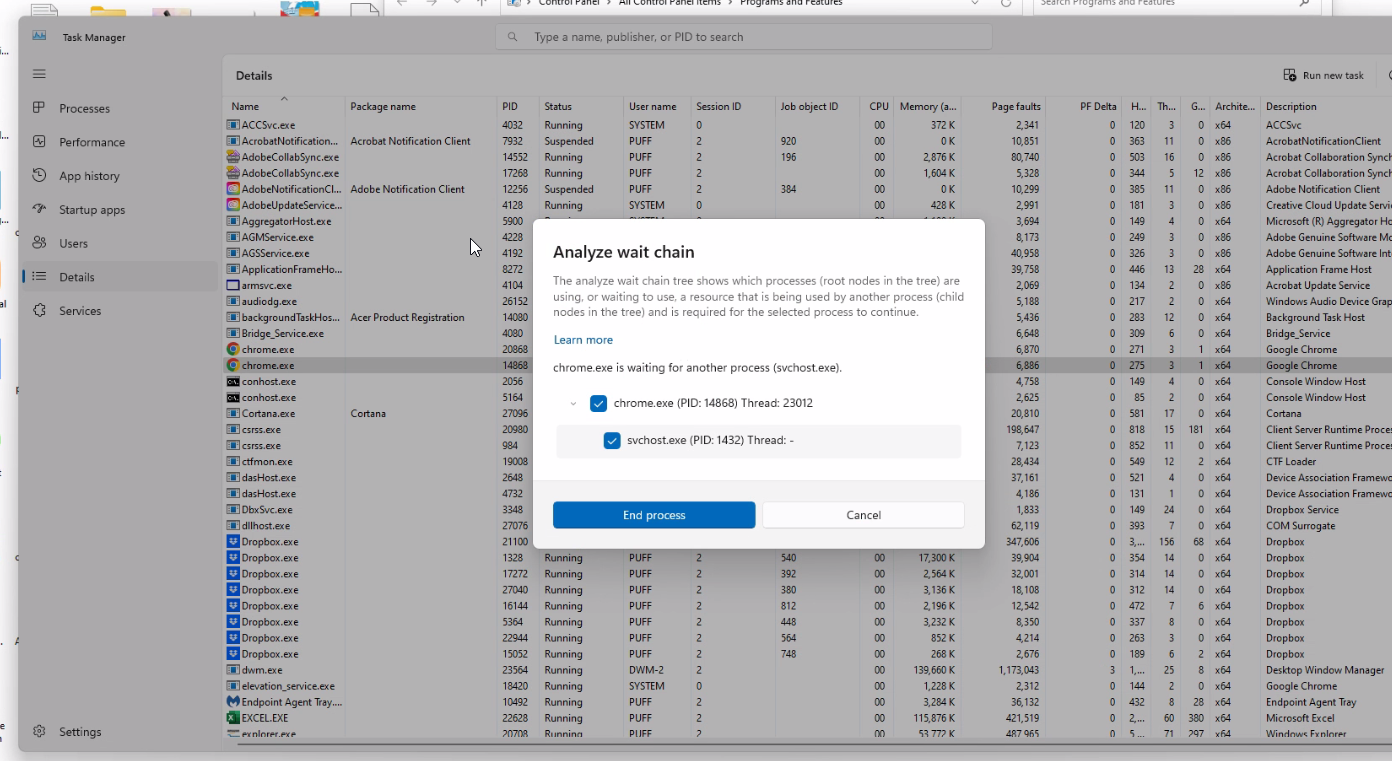 Control Panel > All Control Panel Items > Programs and Features
Search Programs and Features
Task Manager
Type a name, publisher, or PID to search
Details
Run new task
Processes
Performance
App history
Startup apps
Users
Details
Services
Settings
Name Package name PID Status User name Session ID Job object ID CPU Memory (a... Page faults PF Delta H... Th... G... Archite... Description
ACCSvc.exe 4032 Running SYSTEM 0 00 372 K 2,341 0 120 3 0 x64 ACCSvc
AcrobatNotification... Acrobat Notification Client 7932 Suspended PUFF 2 920 00 0 K 10,851 0 363 11 0 x86 AcrobatNotificationClient
AdobeCollabSync.exe 14552 Running PUFF 2 196 00 2,876 K 80,740 0 503 16 0 x64 Acrobat Collaboration Synch
AdobeCollabSync.exe 17268 Running PUFF 2 00 1,604 K 5,328 0 344 5 12 x64 Acrobat Collaboration Synch
AdobeNotificationCl... Adobe Notification Client 12256 Suspended PUFF 2 384 00 0 K 10,299 0 385 11 0 x86 Adobe Notification Client
AdobeUpdateService... 4128 Running SYSTEM 0 00 428 K 2,991 0 181 3 0 x64 Creative Cloud Update Servi
AggregatorHost.exe 5900 3,694 0 149 4 0 x64 Microsoft (R) Aggregator Ho
AGMService.exe 4228 8,173 0 249 3 0 x86 Adobe Genuine Software Mo
AGSService.exe 4192 40,958 0 326 3 0 x86 Adobe Genuine Software Int
ApplicationFrameHo... 8272 39,758 0 446 13 28 x64 Application Frame Host
armsvc.exe 4104 2,069 0 134 2 0 x86 Acrobat Update Service
audiodg.exe 26152 5,188 0 217 2 0 x64 Windows Audio Device Grap
backgroundTaskHos... Acer Product Registration 14080 5,436 0 283 12 0 x64 Background Task Host
Bridge_Service.exe 4080 6,648 0 309 6 0 x64 Bridge_Service
chrome.exe 20868 6,870 0 271 3 1 x64 Google Chrome
chrome.exe 14868 6,886 0 275 3 1 x64 Google Chrome
conhost.exe 2056 4,758 0 149 4 0 x64 Console Window Host
conhost.exe 5164 2,625 0 85 2 0 x64 Console Window Host
Cortana.exe Cortana 27096 20,810 0 581 17 0 x64 Cortana
csrss.exe 20980 198,647 0 818 15 181 x64 Client Server Runtime Proces
csrss.exe 984 7,123 0 852 11 0 x64 Client Server Runtime Proces
ctfmon.exe 19008 28,434 0 549 12 2 x64 CTF Loader
dasHost.exe 2648 37,161 0 521 4 0 x64 Device Association Framewo
dasHost.exe 4732 4,186 0 131 1 0 x64 Device Association Framewo
DbxSvc.exe 3348 1,833 0 149 24 0 x64 Dropbox Service
dllhost.exe 27076 62,119 0 393 7 0 x64 COM Surrogate
Dropbox.exe 21100 347,606 0 3,... 156 68 x64 Dropbox
Dropbox.exe 1328 Running PUFF 2 540 00 17,300 K 39,904 0 354 14 0 x64 Dropbox
Dropbox.exe 17272 Running PUFF 2 392 00 2,564 K 32,001 0 314 14 0 x64 Dropbox
Dropbox.exe 27040 Running PUFF 2 380 00 3,136 K 18,108 0 312 14 0 x64 Dropbox
Dropbox.exe 16144 Running PUFF 2 812 00 2,196 K 12,542 0 472 7 6 x64 Dropbox
Dropbox.exe 5364 Running PUFF 2 448 00 3,232 K 8,350 0 337 8 0 x64 Dropbox
Dropbox.exe 22944 Running PUFF 2 564 00 852 K 4,214 0 263 3 0 x64 Dropbox
Dropbox.exe 15052 Running PUFF 2 748 00 268 K 2,676 0 189 6 2 x64 Dropbox
dwm.exe 23564 Running DWM-2 2 00 139,660 K 1,173,043 3 1,... 25 8 x64 Desktop Window Manager
elevation_service.exe 18420 Running SYSTEM 0 00 1,228 K 2,312 0 144 2 0 x64 Google Chrome
Endpoint Agent Tray.... 10492 Running PUFF 2 00 3,284 K 36,132 0 432 8 28 x64 Endpoint Agent Tray
EXCEL.EXE 22628 Running PUFF 2 00 115,876 K 421,519 0 2,... 60 380 x64 Microsoft Excel
explorer.exe 20708 Running PUFF 2 00 53,772 K 487,965 0 5... 71 297 x64 Windows Explorer
Analyze wait chain
The analyze wait chain tree shows which processes (root nodes in the tree) are
using, or waiting to use, a resource that is being used by another process (child
nodes in the tree) and is required for the selected process to continue.
Learn more
chrome.exe is waiting for another process (svchost.exe).
chrome.exe (PID: 14868) Thread: 23012
svchost.exe (PID: 1432) Thread: -
End process
Cancel